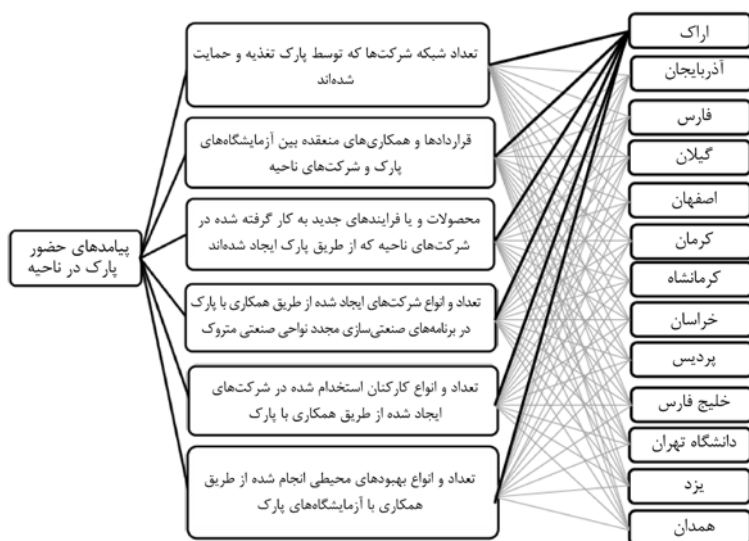 پیامدهای حضور
پارک در ناحیه
تعداد شبکه شرکت‌ها که توسط پارک تغذیه و حمایت
شده‌اند
قراردادها و همکاری‌های منعقده بین آزمایشگاه‌های
پارک و شرکت‌های ناحیه
محصولات و یا فرایندهای جدید به کار گرفته شده در
شرکت‌های ناحیه که از طریق پارک ایجاد شده‌اند
تعداد و انواع شرکت‌های ایجاد شده از طریق همکاری با پارک
در برنامه‌های صنعتی‌سازی مجدد نواحی صنعتی متروک
تعداد و انواع کارکنان استخدام شده در شرکت‌های
ایجاد شده از طریق همکاری با پارک
تعداد و انواع بهبودهای محیطی انجام شده از طریق
همکاری با آزمایشگاه‌های پارک
اراک
آذربایجان
فارس
گیلان
اصفهان
کرمان
کرمانشاه
خراسان
پردیس
خلیج فارس
دانشگاه تهران
یزد
همدان